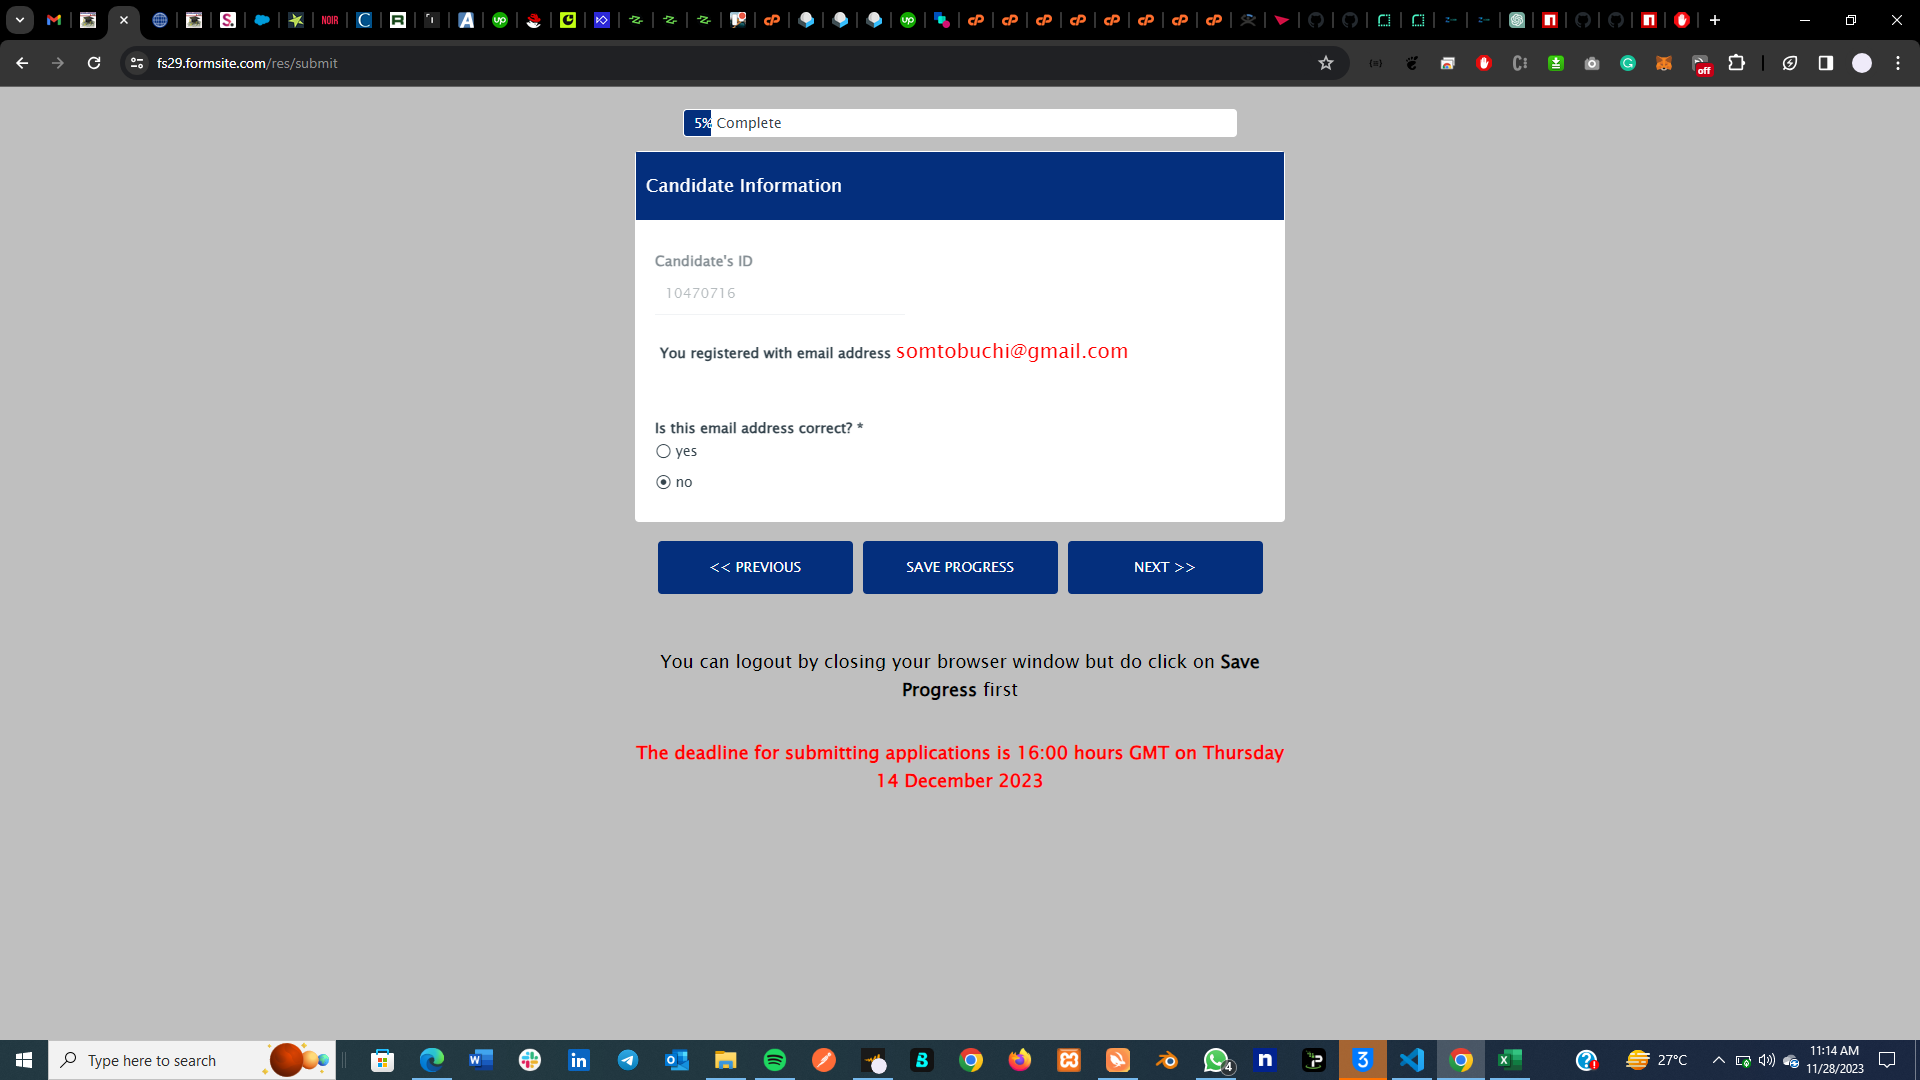 fs29.formsite.com/res/submit
off
5% Complete
Candidate Information
Candidate's ID
10470716
You registered with email address somtobuchi@gmail.com
Is this email address correct? *
yes
no
<< PREVIOUS
SAVE PROGRESS
NEXT >>
You can logout by closing your browser window but do click on Save
Progress first
The deadline for submitting applications is 16:00 hours GMT on Thursday
14 December 2023
Type here to search
4
27°C
11:14 AM
11/28/2023